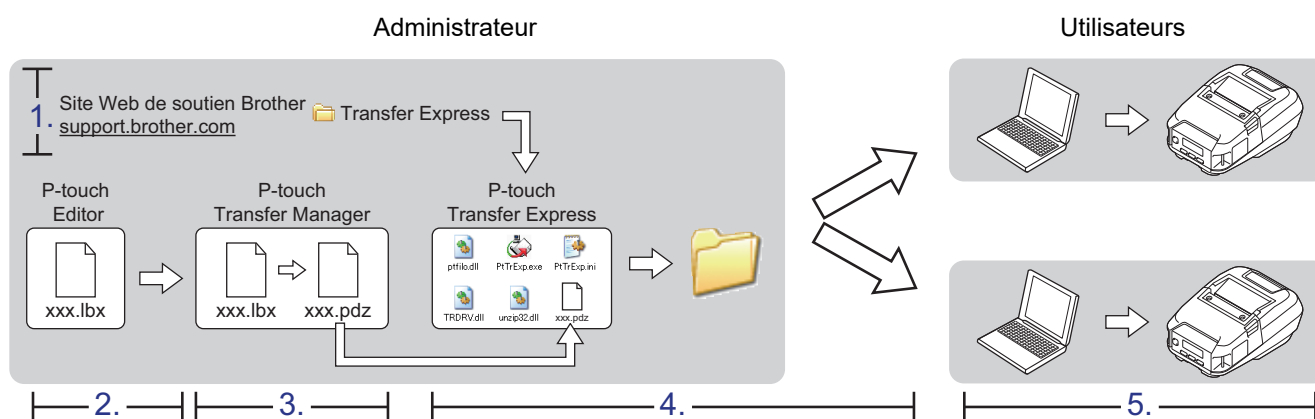 Administrateur
Utilisateurs
1.
Site Web de soutien Brother
support.brother.com
Transfer Express
P-touch
Editor
xxx.lbx
P-touch
Transfer Manager
xxx.lbx
xxx.pdz
P-touch
Transfer Express
ptfilo.dll
PtTrExp.exe
PtTrExp.ini
TRDRV.dll
unzip32.dll
xxx.pdz
2.
3.
4.
5.